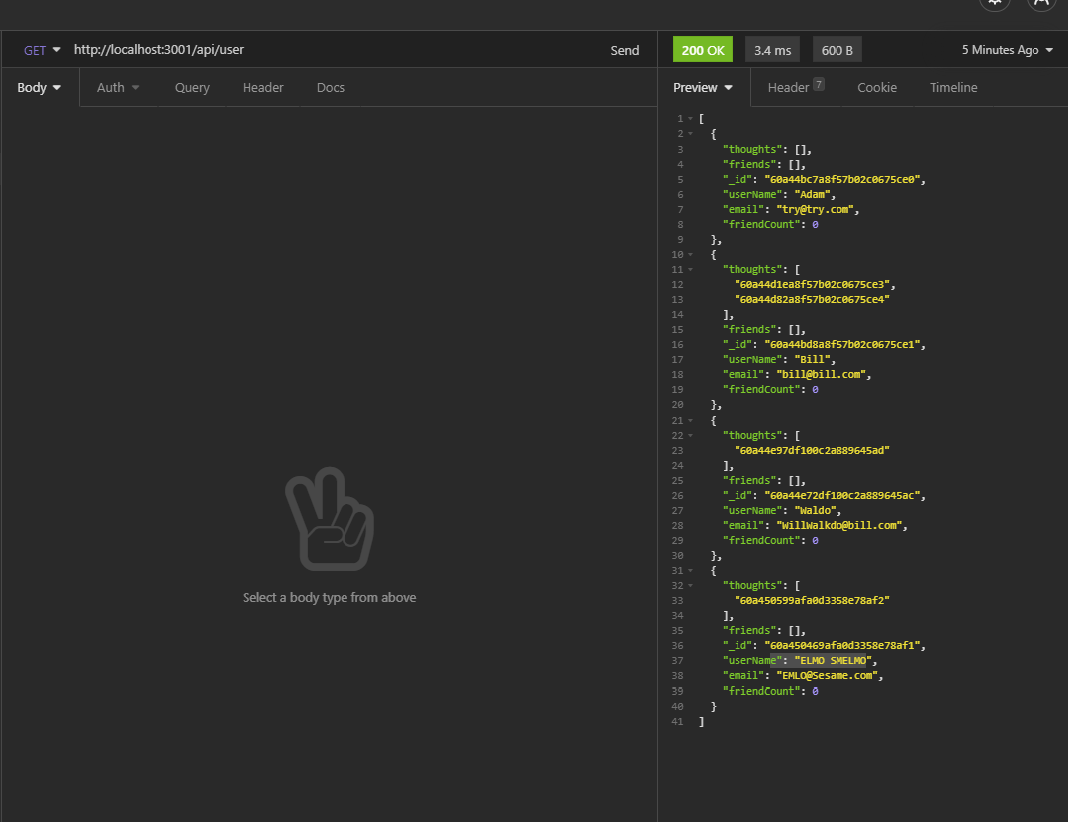 GET http://localhost:3001/api/user Send
200 OK 3.4 ms 600 B 5 Minutes Ago
Body Auth Query Header Docs
Preview Header 7 Cookie Timeline
Select a body type from above
1 [
2 {
3 "thoughts": [],
4 "friends": [],
5 "_id": "60a44bc7a8f57b02c0675ce0",
6 "userName": "Adam",
7 "email": "try@try.com",
8 "friendCount": 0
9 },
10 {
11 "thoughts": [
12 "60a44d1ea8f57b02c0675ce3",
13 "60a44d82a8f57b02c0675ce4"
14 ],
15 "friends": [],
16 "_id": "60a44bd8a8f57b02c0675ce1",
17 "userName": "Bill",
18 "email": "bill@bill.com",
19 "friendCount": 0
20 },
21 {
22 "thoughts": [
23 "60a44e97df100c2a889645ad"
24 ],
25 "friends": [],
26 "_id": "60a44e72df100c2a889645ac",
27 "userName": "Waldo",
28 "email": "WillWalkdo@bill.com",
29 "friendCount": 0
30 },
31 {
32 "thoughts": [
33 "60a450599afa0d3358e78af2"
34 ],
35 "friends": [],
36 "_id": "60a450469afa0d3358e78af1",
37 "userName": "ELMO SMELMO",
38 "email": "EMLO@Sesame.com",
39 "friendCount": 0
40 }
41 ]